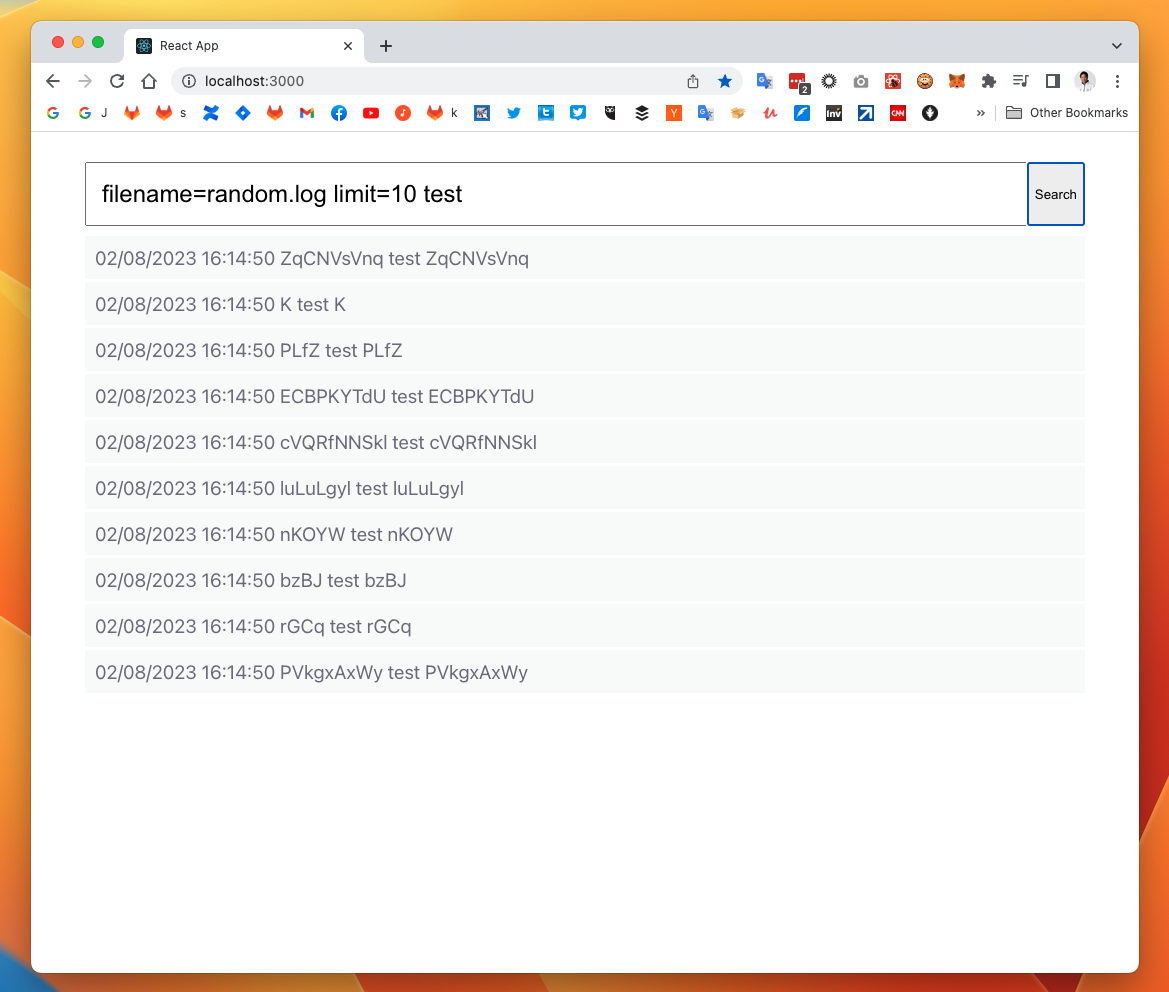 React App
localhost:3000
2
J
s
k
Y
inv
CNN
Other Bookmarks
filename=random.log limit=10 test
Search
02/08/2023 16:14:50 ZqCNVsVnq test ZqCNVsVnq
02/08/2023 16:14:50 K test K
02/08/2023 16:14:50 PLfZ test PLfZ
02/08/2023 16:14:50 ECBPKYTdU test ECBPKYTdU
02/08/2023 16:14:50 cVQRfNNSkl test cVQRfNNSkl
02/08/2023 16:14:50 luLuLgyl test luLuLgyl
02/08/2023 16:14:50 nKOYW test nKOYW
02/08/2023 16:14:50 bzBJ test bzBJ
02/08/2023 16:14:50 rGCq test rGCq
02/08/2023 16:14:50 PVkgxAxWy test PVkgxAxWy